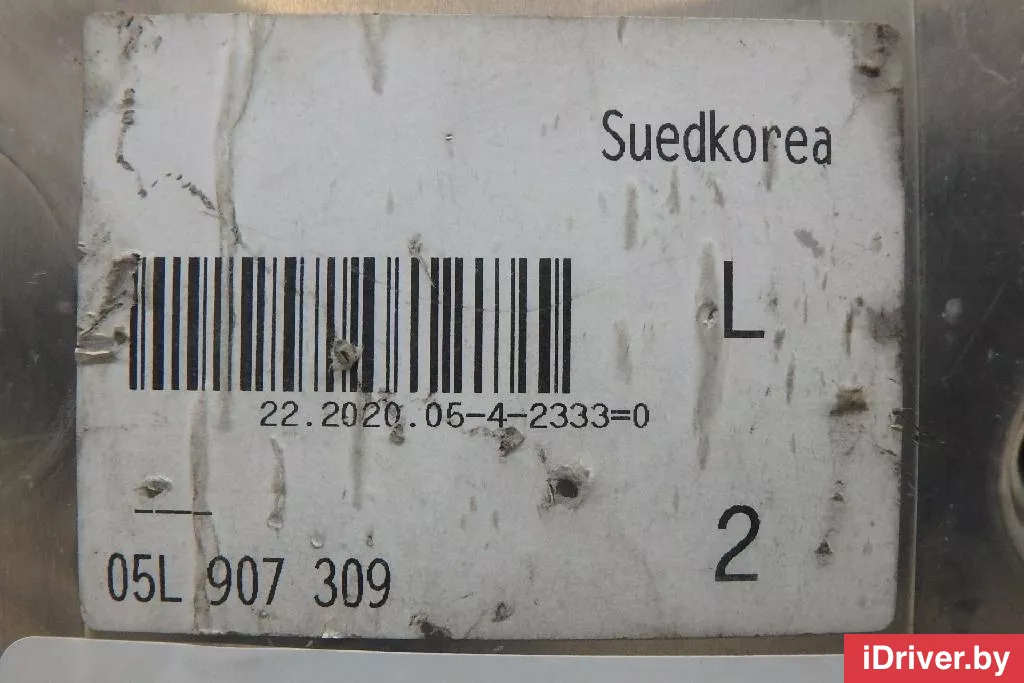 Suedkorea
L
22.2020.05-4-2333=0
05L 907 309
2
iDriver.by